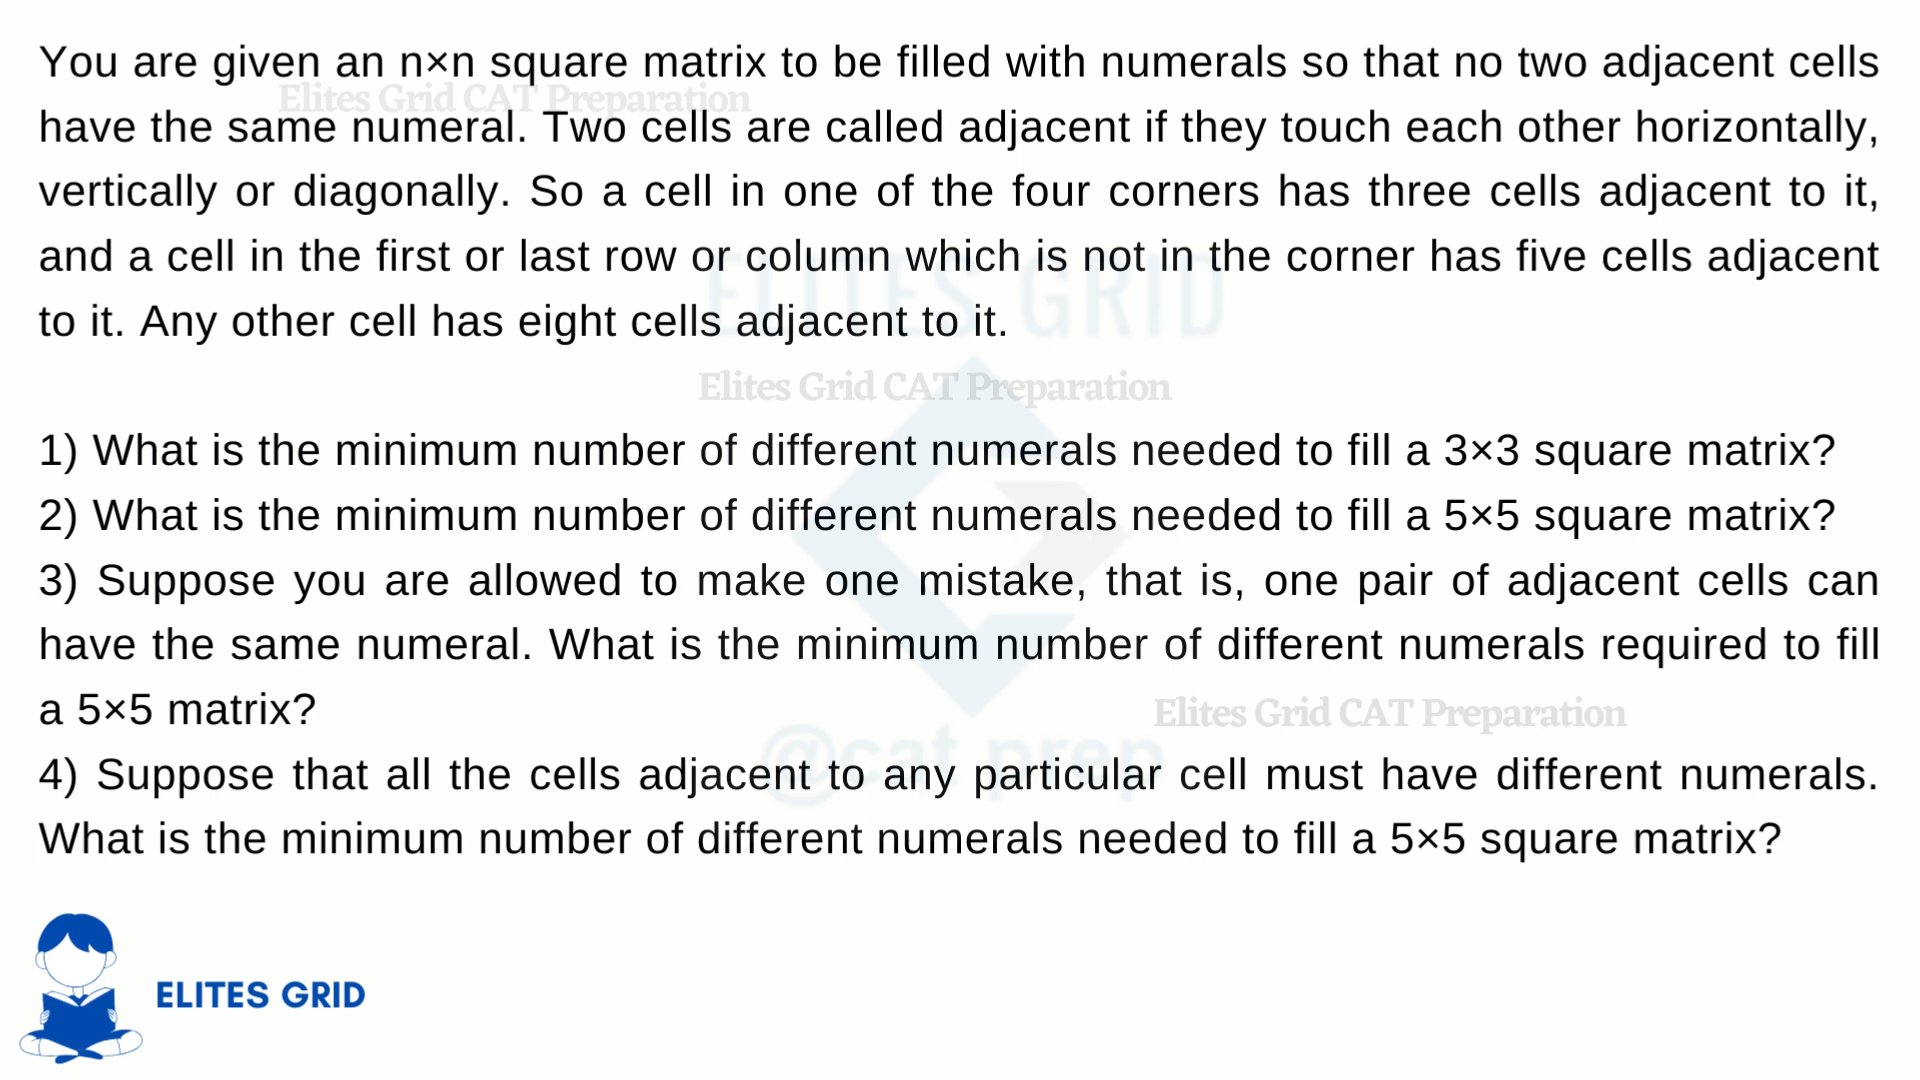 You are given an n×n square matrix to be filled with numerals so that no two adjacent cells
Elites Grid CAT Preparation
have the same numeral. Two cells are called adjacent if they touch each other horizontally,
vertically or diagonally. So a cell in one of the four corners has three cells adjacent to it,
and a cell in the first or last row or column which is not in the corner has five cells adjacent
ELITES GRID
to it. Any other cell has eight cells adjacent to it.
Elites Grid CAT Preparation
1) What is the minimum number of different numerals needed to fill a 3×3 square matrix?
2) What is the minimum number of different numerals needed to fill a 5×5 square matrix?
3) Suppose you are allowed to make one mistake, that is, one pair of adjacent cells can
have the same numeral. What is the minimum number of different numerals required to fill
a 5×5 matrix?
Elites Grid CAT Preparation
@cat prep
4) Suppose that all the cells adjacent to any particular cell must have different numerals.
What is the minimum number of different numerals needed to fill a 5×5 square matrix?
ELITES GRID